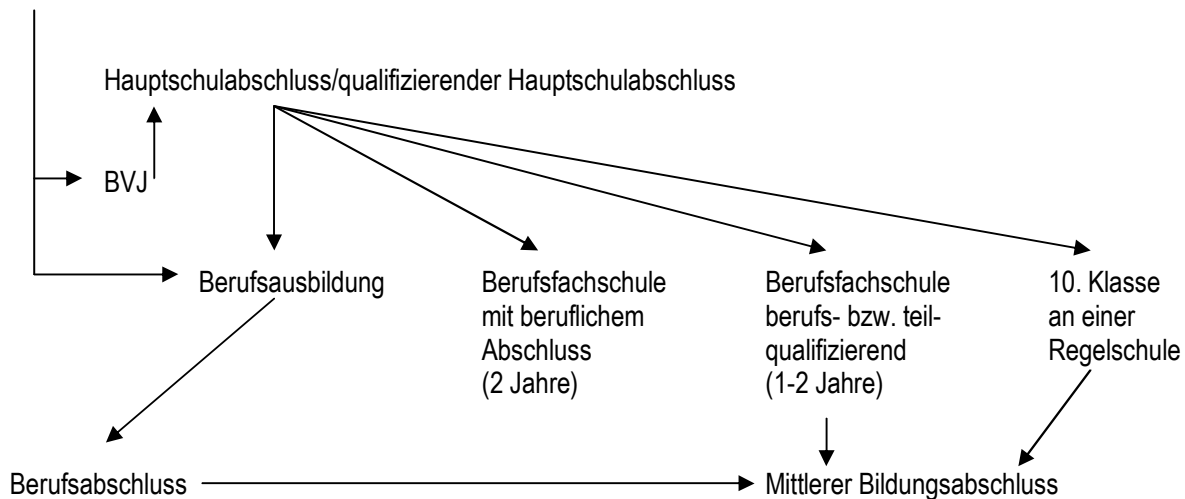 Hauptschulabschluss/qualifizierender Hauptschulabschluss
BVJ
Berufsausbildung
Berufsfachschule
mit beruflichem
Abschluss
(2 Jahre)
Berufsfachschule
berufs- bzw. teil-
qualifizierend
(1-2 Jahre)
10. Klasse
an einer
Regelschule
Berufsabschluss
Mittlerer Bildungsabschluss